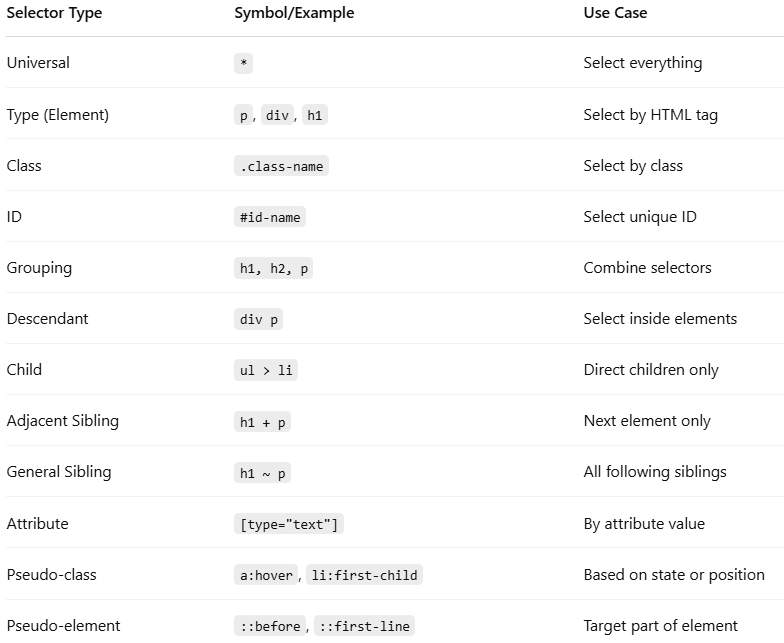 Selector Type Symbol/Example Use Case
Universal * Select everything
Type (Element) p, div, h1 Select by HTML tag
Class .class-name Select by class
ID #id-name Select unique ID
Grouping h1, h2, p Combine selectors
Descendant div p Select inside elements
Child ul > li Direct children only
Adjacent Sibling h1 + p Next element only
General Sibling h1 ~ p All following siblings
Attribute [type="text"] By attribute value
Pseudo-class a:hover, li:first-child Based on state or position
Pseudo-element ::before, ::first-line Target part of element